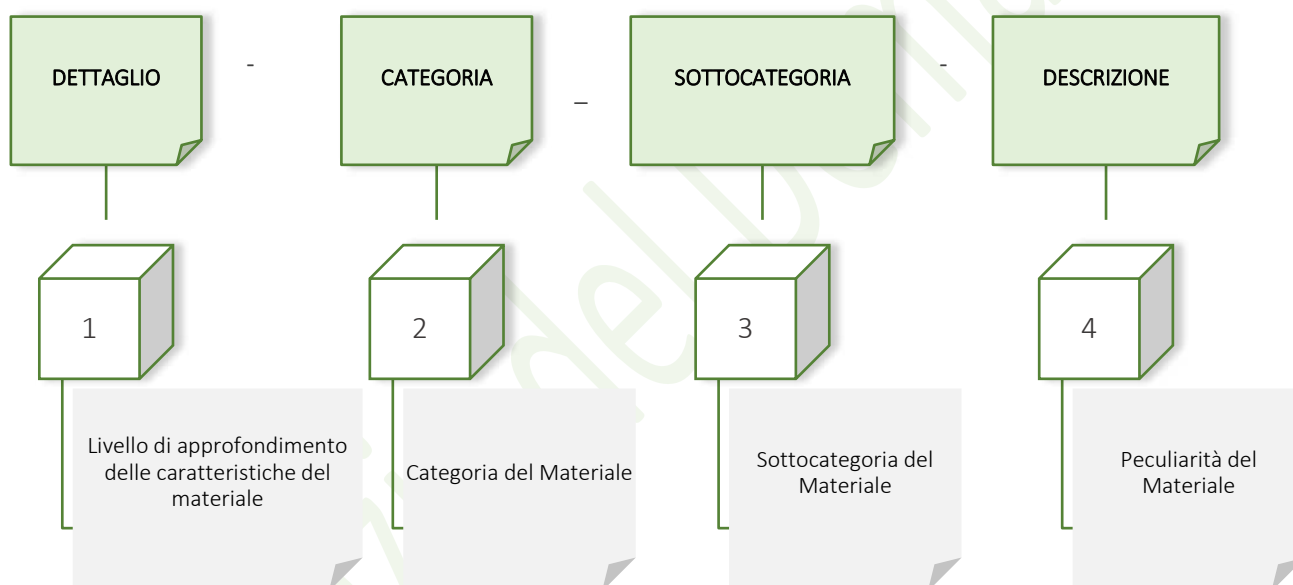 DETTAGLIO - CATEGORIA – SOTTOCATEGORIA - DESCRIZIONE
1 2 3 4
Livello di approfondimento
delle caratteristiche del
materiale
Categoria del Materiale
Sottocategoria del
Materiale
Peculiarità del
Materiale